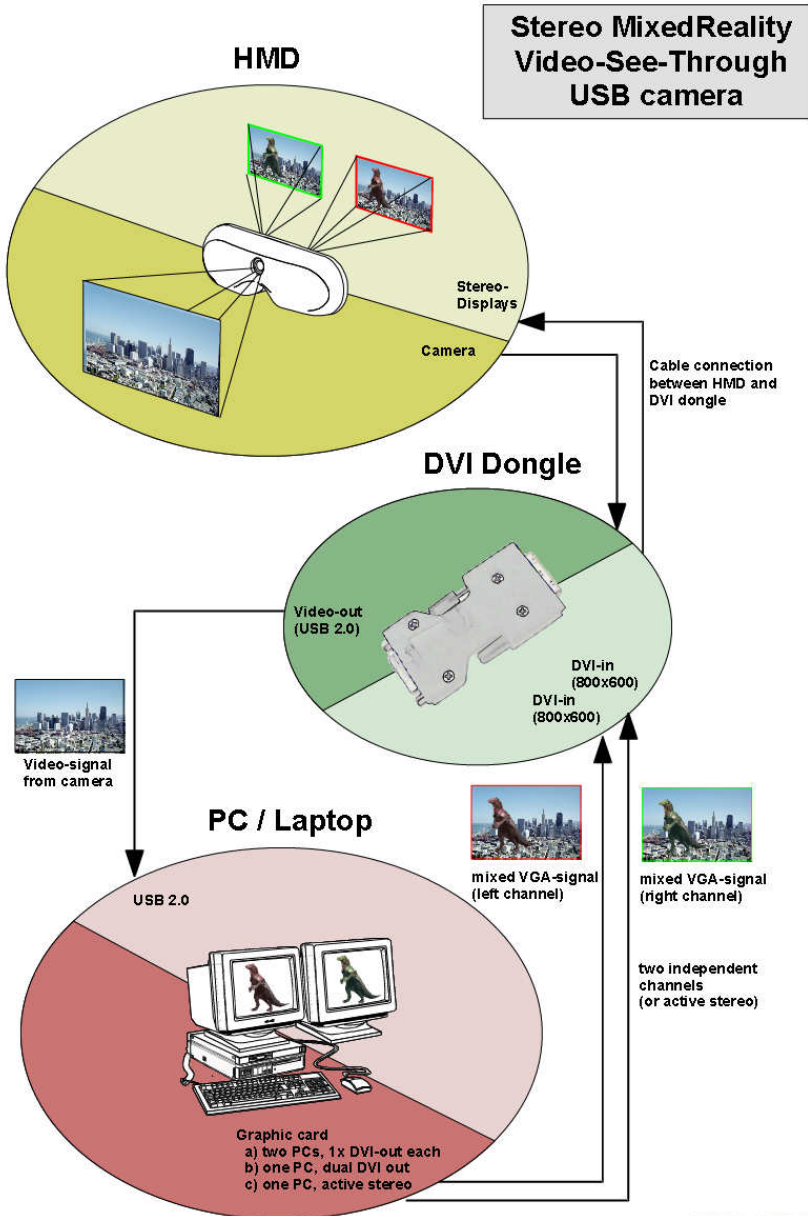 Stereo MixedReality
Video-See-Through
USB camera
HMD
Stereo-
Displays
Camera
Cable connection
between HMD and
DVI dongle
DVI Dongle
Video-out
(USB 2.0)
DVI-in
(800x600)
DVI-in
(800x600)
Video-signal
from camera
mixed VGA-signal
(left channel)
mixed VGA-signal
(right channel)
two independent
channels
(or active stereo)
PC / Laptop
USB 2.0
Graphic card
a) two PCs, 1x DVI-out each
b) one PC, dual DVI out
c) one PC, active stereo